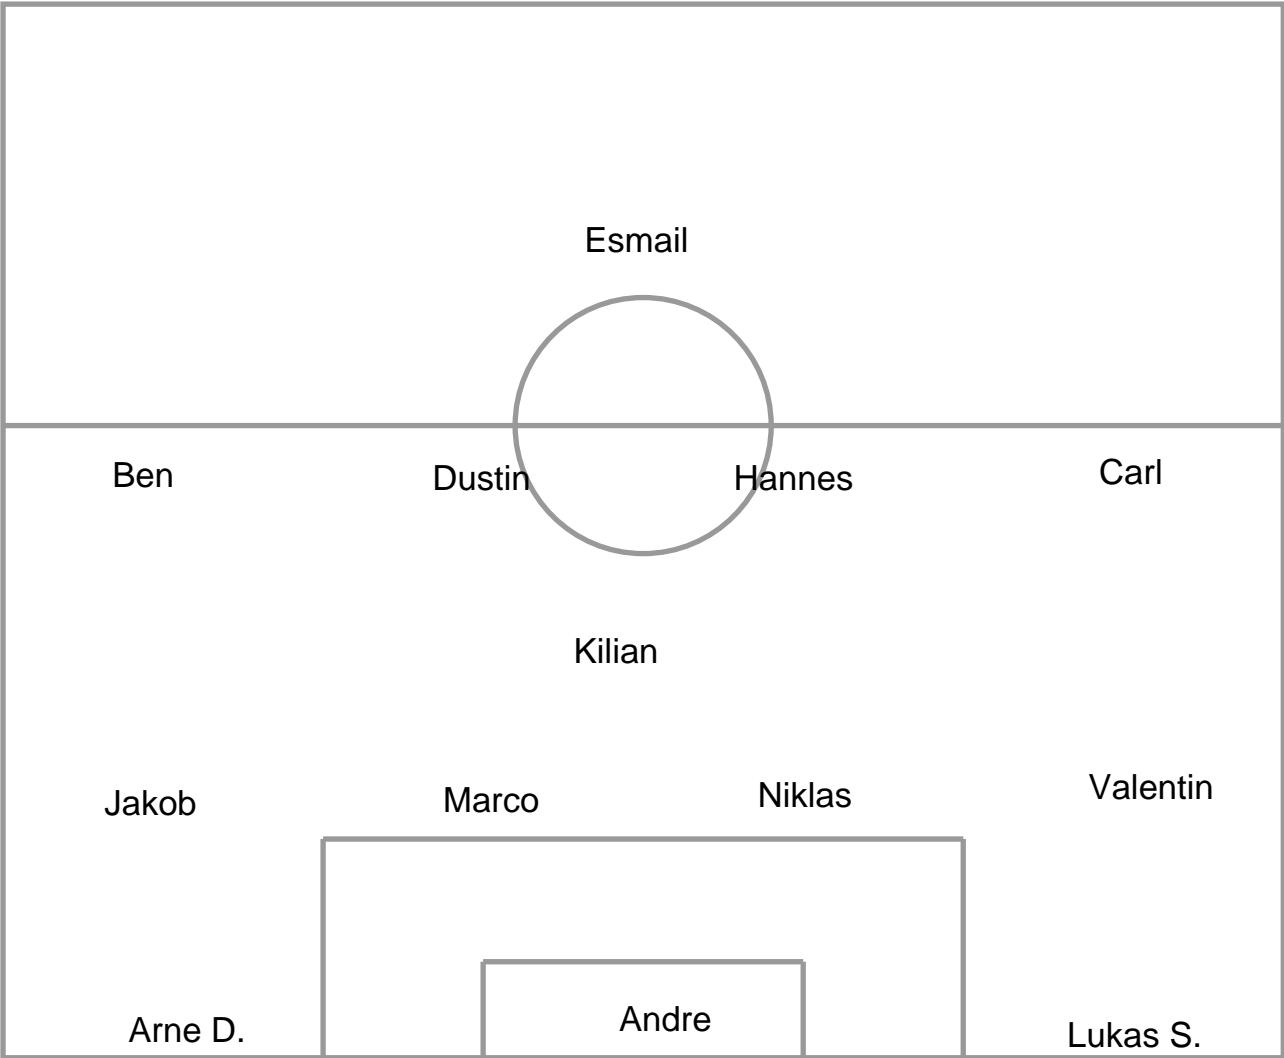 Esmail
Ben Dustin Hannes Carl
Kilian
Jakob Marco Niklas Valentin
Arne D. Andre Lukas S.